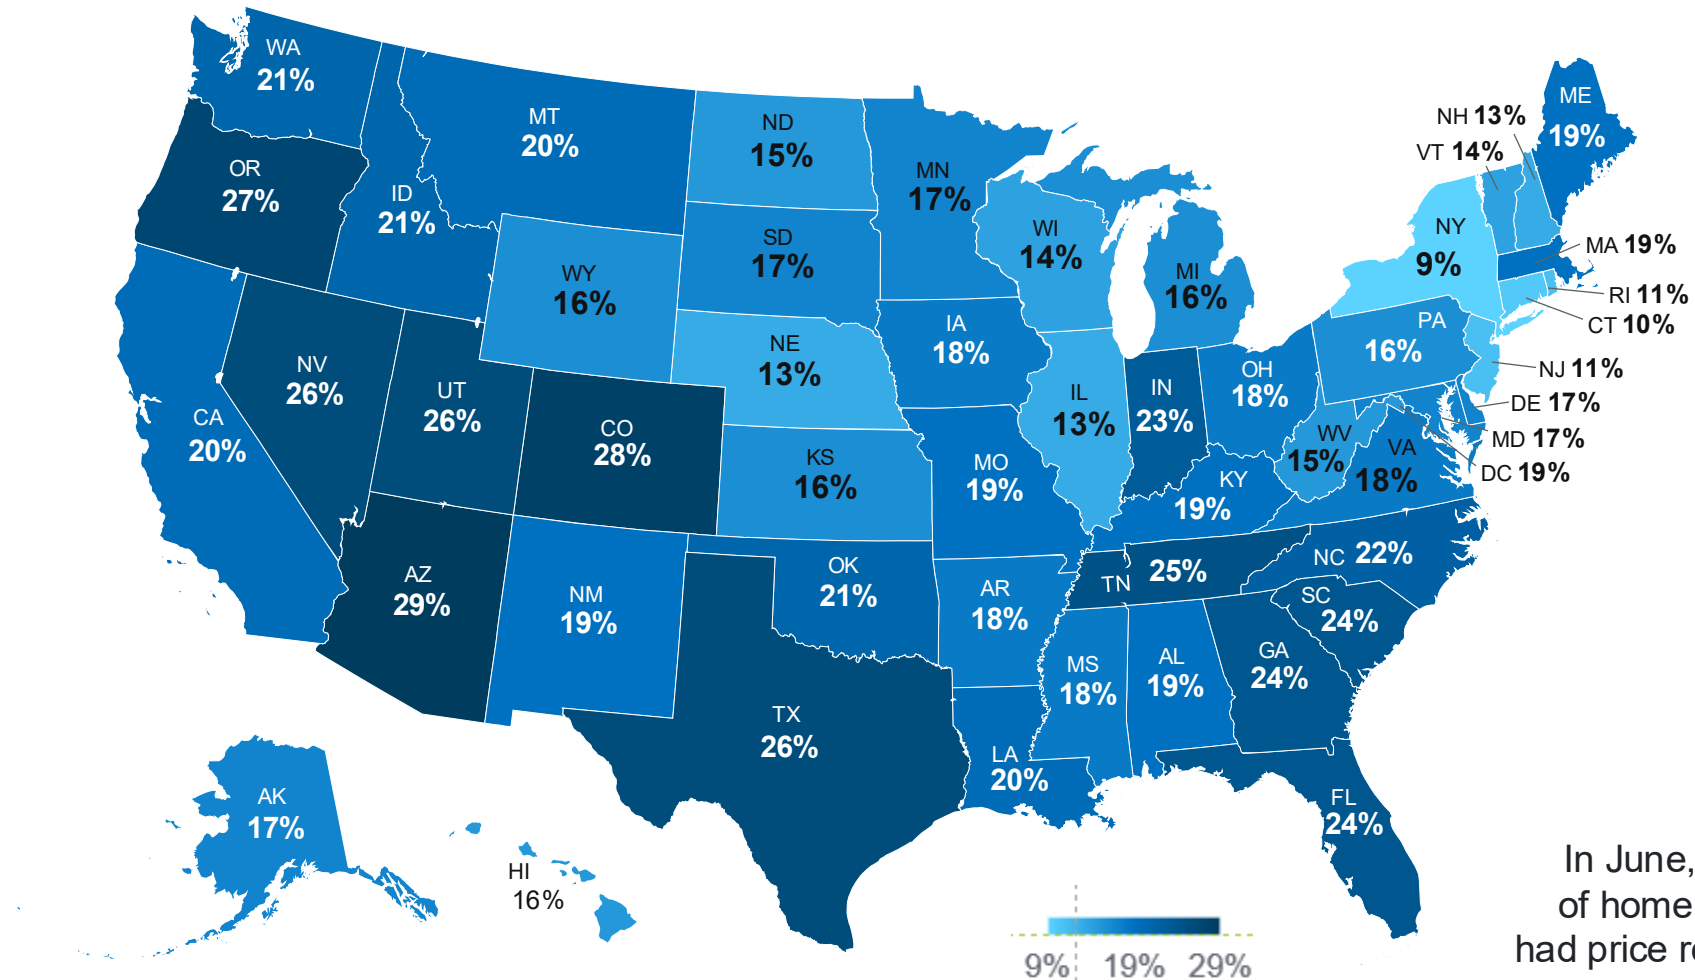 WA
21%
OR
27%
ID
21%
MT
20%
ND
15%
MN
17%
SD
17%
WY
16%
NE
13%
IA
18%
WI
14%
MI
16%
NV
26%
UT
26%
CA
20%
CO
28%
KS
16%
MO
19%
IL
13%
IN
23%
OH
18%
KY
19%
WV
15%
VA
18%
PA
16%
NY
9%
ME
19%
NH 13%
VT 14%
MA 19%
RI 11%
CT 10%
NJ 11%
DE 17%
MD 17%
DC 19%
AZ
29%
NM
19%
OK
21%
AR
18%
TN 25%
NC 22%
SC
24%
GA
24%
AL
19%
MS
18%
LA
20%
TX
26%
FL
24%
AK
17%
HI
16%
9% 19% 29%
In June,
of home
had price